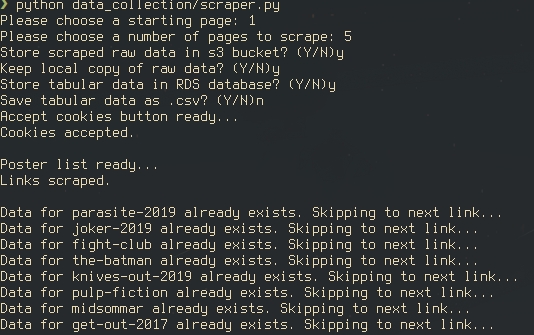 ❯ python data_collection/scraper.py
Please choose a starting page: 1
Please choose a number of pages to scrape: 5
Store scraped raw data in s3 bucket? (Y/N)y
Keep local copy of raw data? (Y/N)y
Store tabular data in RDS database? (Y/N)y
Save tabular data as .csv? (Y/N)n
Accept cookies button ready...
Cookies accepted.
Poster list ready...
Links scraped.
Data for parasite-2019 already exists. Skipping to next link...
Data for joker-2019 already exists. Skipping to next link...
Data for fight-club already exists. Skipping to next link...
Data for the-batman already exists. Skipping to next link...
Data for knives-out-2019 already exists. Skipping to next link...
Data for pulp-fiction already exists. Skipping to next link...
Data for midsommar already exists. Skipping to next link...
Data for get-out-2017 already exists. Skipping to next link...